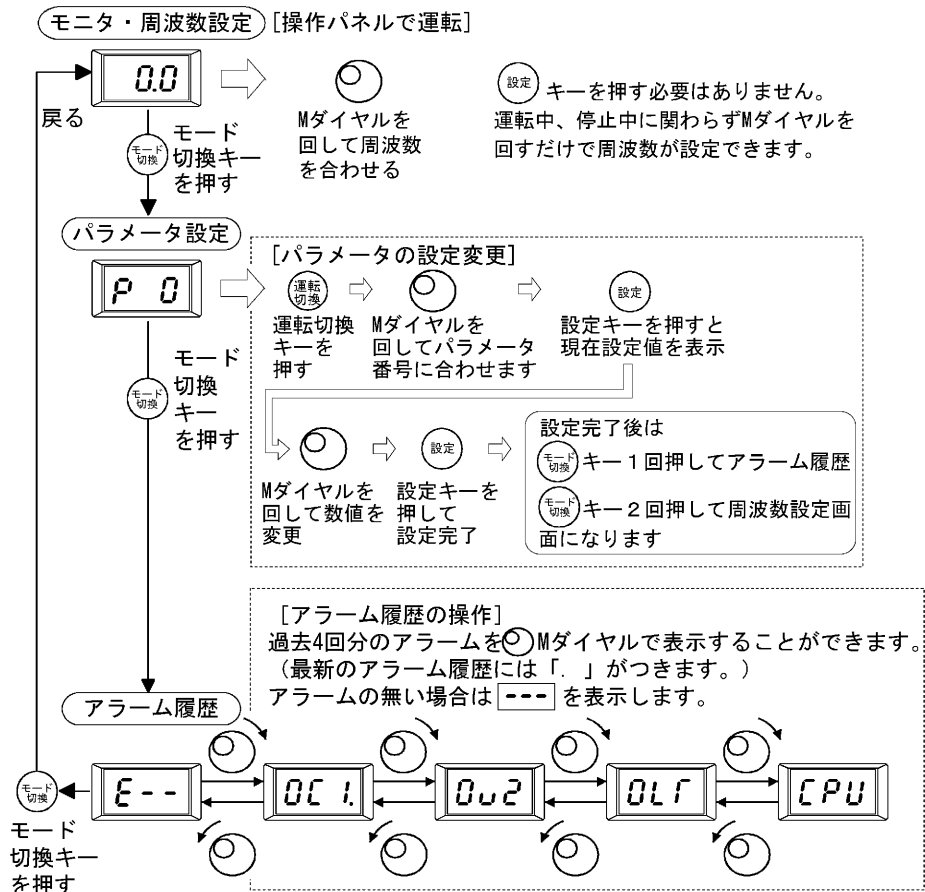 モニタ・周波数設定
[操作パネルで運転]
0.0
戻る
モード
切換
モード
切換キー
を押す
Mダイヤルを
回して周波数
を合わせる
設定 キーを押す必要はありません。
運転中、停止中に関わらずMダイヤルを
回すだけで周波数が設定できます。
パラメータ設定
P 0
モード
切換
モード
切換
キー
を押す
[パラメータの設定変更]
運転
切換
運転切換
キーを
押す
Mダイヤルを
回してパラメータ
番号に合わせます
設定
設定キーを押すと
現在設定値を表示
Mダイヤルを
回して数値を
変更
設定
設定キーを
押して
設定完了
設定完了後は
モード
切換
キー1回押してアラーム履歴
モード
切換
キー2回押して周波数設定画
面になります
[アラーム履歴の操作]
過去4回分のアラームをMダイヤルで表示することができます。
(最新のアラーム履歴には「. 」がつきます。)
アラームの無い場合は --- を表示します。
アラーム履歴
E-- OC1. Ou2 OLT CPU
モード
切換
モード
切換キー
を押す